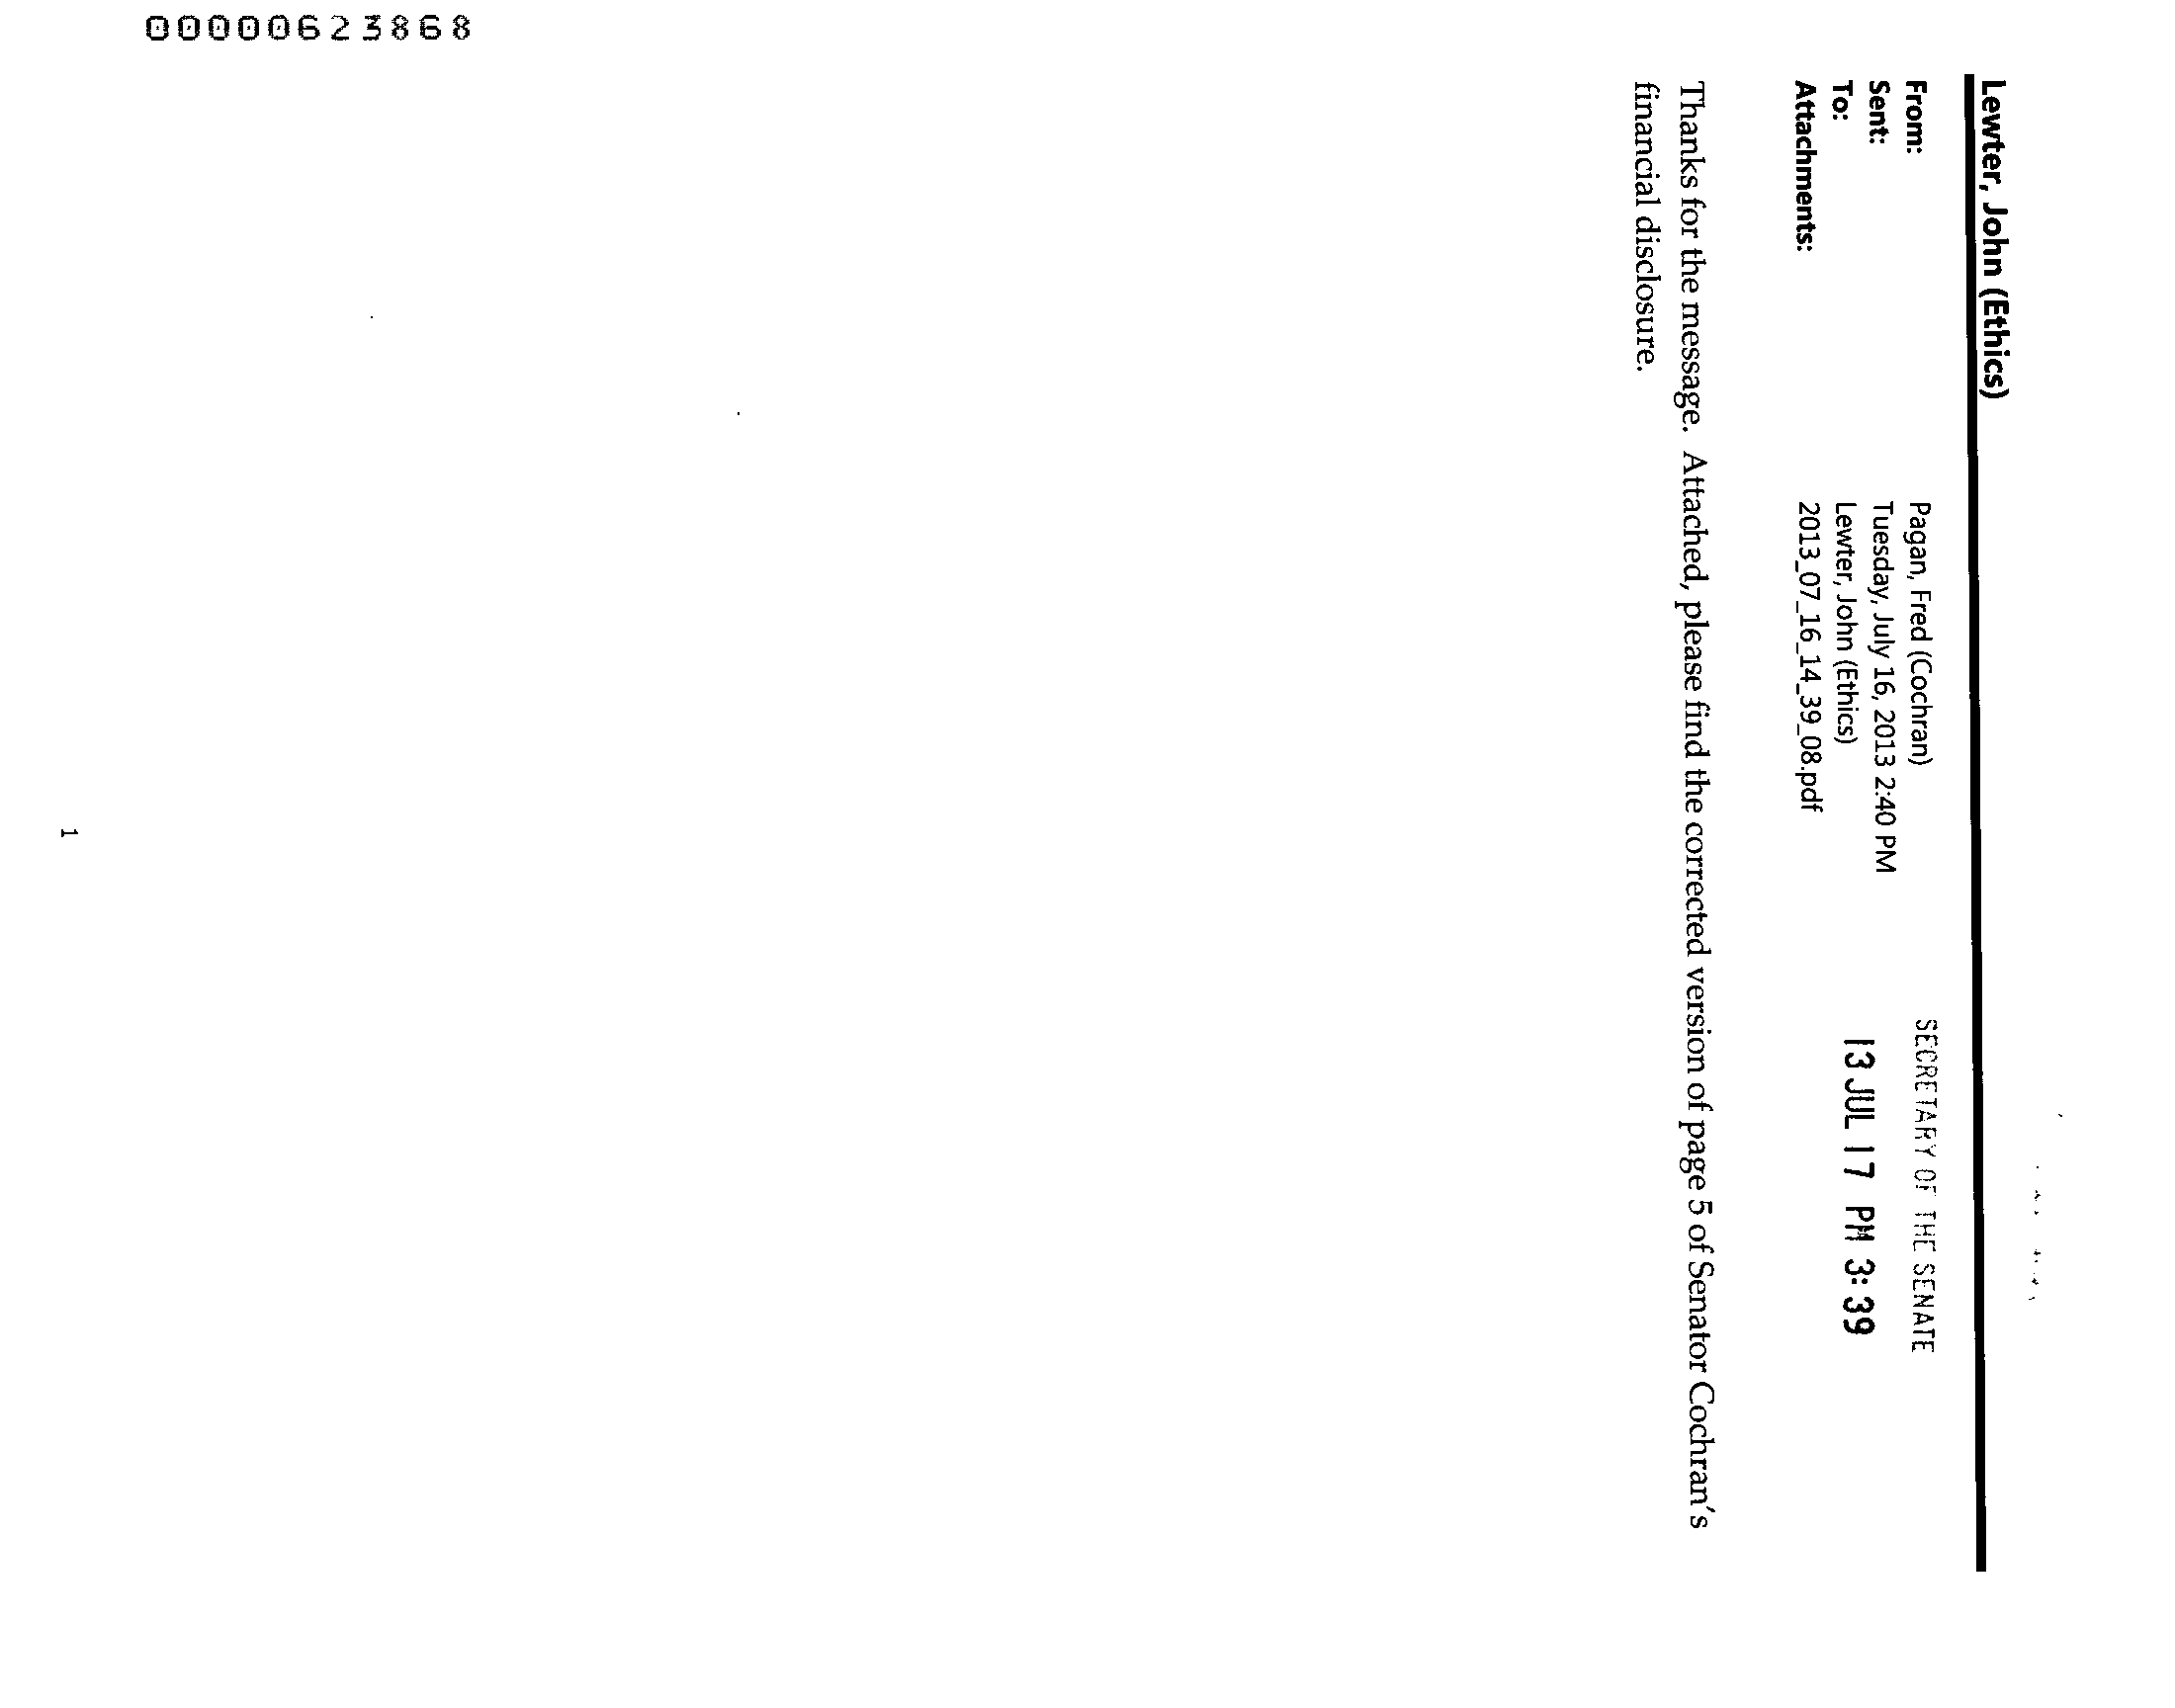 00000623868
Lewter, John (Ethics)
From: Pagan, Fred (Cochran)
Sent: Tuesday, July 16, 2013 2:40 PM
To: Lewter, John (Ethics)
Attachments: 2013_07_16_14_39_08.pdf
SECRETARY OF THE SENATE
13 JUL 17 PM 3:39
Thanks for the message. Attached, please find the corrected version of page 5 of Senator Cochran's
financial disclosure.
1